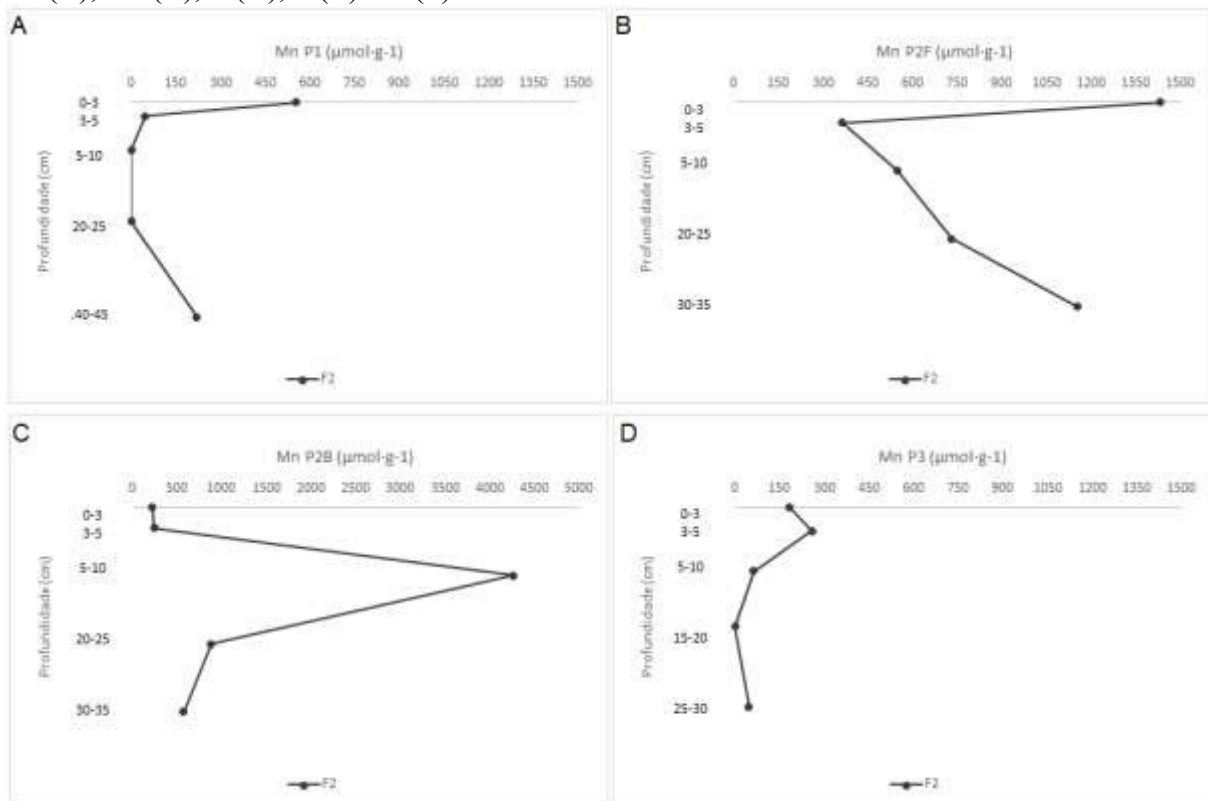 A
Mn P1 (µmol·g-1)
0 150 300 450 600 750 900 1050 1200 1350 1500
0-3
3-5
5-10
20-25
.40-45
Profundidade (cm)
F2
B
Mn P2F (µmol·g-1)
0 150 300 450 600 750 900 1050 1200 1350 1500
0-3
3-5
5-10
20-25
30-35
Profundidade (cm)
F2
C
Mn P2B (µmol·g-1)
0 500 1000 1500 2000 2500 3000 3500 4000 4500 5000
0-3
3-5
5-10
20-25
30-35
Profundidade (cm)
F2
D
Mn P3 (µmol·g-1)
0 150 300 450 600 750 900 1050 1200 1350 1500
0-3
3-5
5-10
15-20
25-30
Profundidade (cm)
F2